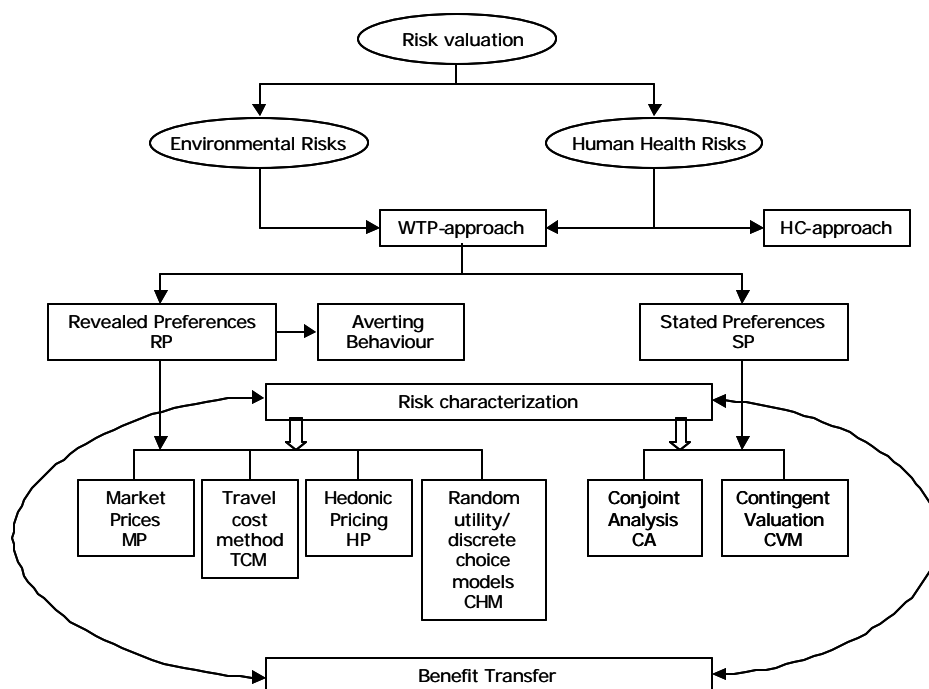 Risk valuation
Environmental Risks
Human Health Risks
WTP-approach
HC-approach
Revealed Preferences
RP
Averting
Behaviour
Stated Preferences
SP
Risk characterization
Market
Prices
MP
Travel
cost
method
TCM
Hedonic
Pricing
HP
Random
utility/
discrete
choice
models
CHM
Conjoint
Analysis
CA
Contingent
Valuation
CVM
Benefit Transfer